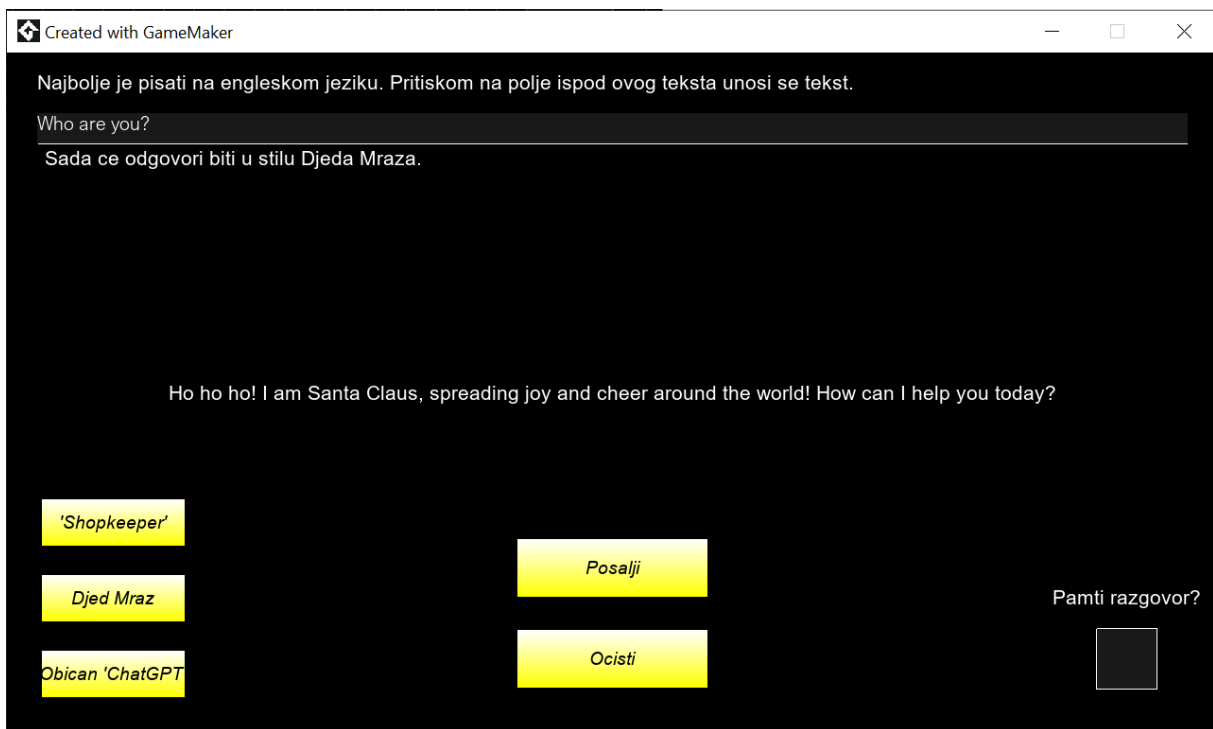 Created with GameMaker
Najbolje je pisati na engleskom jeziku. Pritiskom na polje ispod ovog teksta unosi se tekst.
Who are you?
Sada ce odgovori biti u stilu Djeda Mraza.
Ho ho ho! I am Santa Claus, spreading joy and cheer around the world! How can I help you today?
'Shopkeeper'
Posalji
Djed Mraz
Pamti razgovor?
Ocisti
Obican 'ChatGPT